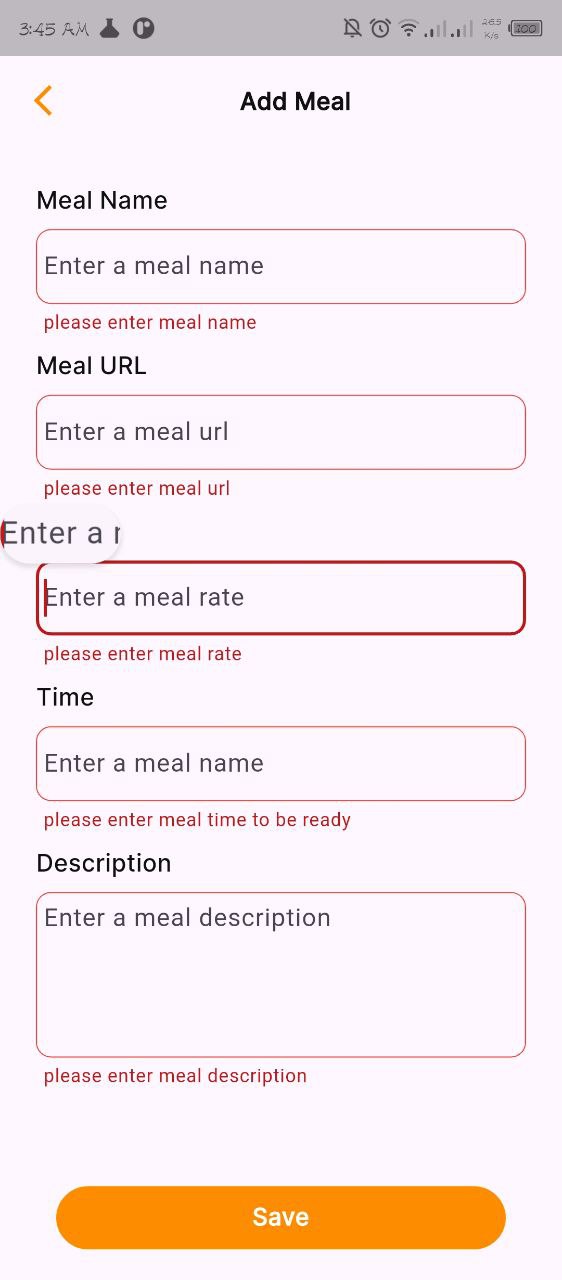 3:45 AM
26.5
K/s
100
Add Meal
Meal Name
Enter a meal name
please enter meal name
Meal URL
Enter a meal url
please enter meal url
Enter a r
Enter a meal rate
please enter meal rate
Time
Enter a meal name
please enter meal time to be ready
Description
Enter a meal description
please enter meal description
Save